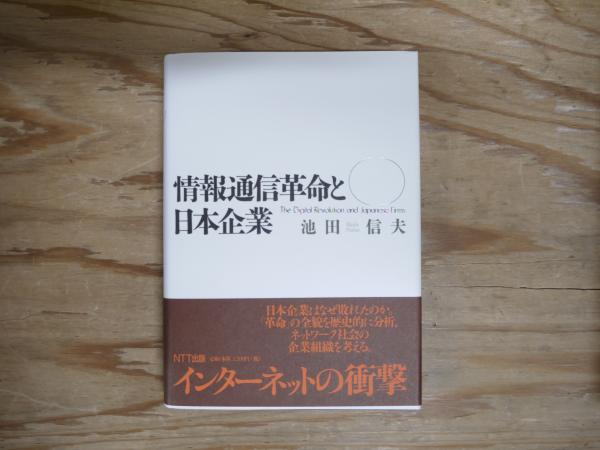 情報通信革命と
The Digital Revolution and Japanese Firms
日本企業
池田 信夫
日本企業はなぜ敗れたのか。
「革命」の全貌を歴史的に分析。
ネットワーク社会の
企業組織を考える。
NTT出版
インターネットの衝撃